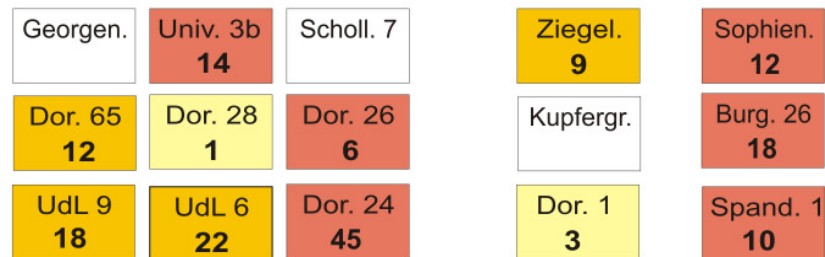 Georgen.
Univ. 3b
14
Scholl. 7
Ziegel.
9
Sophien.
12
Dor. 65
12
Dor. 28
1
Dor. 26
6
Kupfergr.
Burg. 26
18
UdL 9
18
UdL 6
22
Dor. 24
45
Dor. 1
3
Spand. 1
10